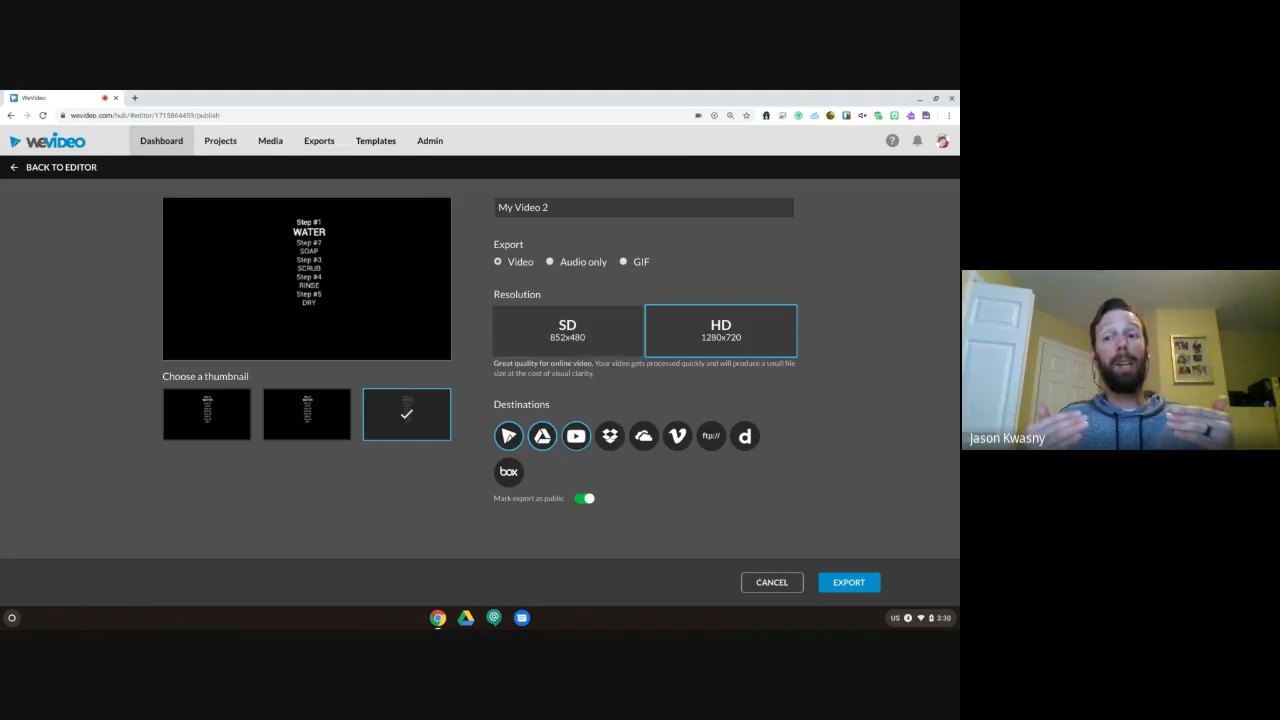 WeVideo
wevideo.com/hub/#editor/1715864459/publish
WEVIDEO
Dashboard
Projects
Media
Exports
Templates
Admin
BACK TO EDITOR
Step #1
WATER
Step #2
SOAP
Step #3
SCRUB
Step #4
RINSE
Step #5
DRY
Choose a thumbnail
My Video 2
Export
Video
Audio only
GIF
Resolution
SD
852x480
HD
1280x720
Great quality for online video. Your video gets processed quickly and will produce a small file
size at the cost of visual clarity.
Destinations
ftp://
d
box
Mark export as public
CANCEL
EXPORT
US
3:30
Jason Kwasny